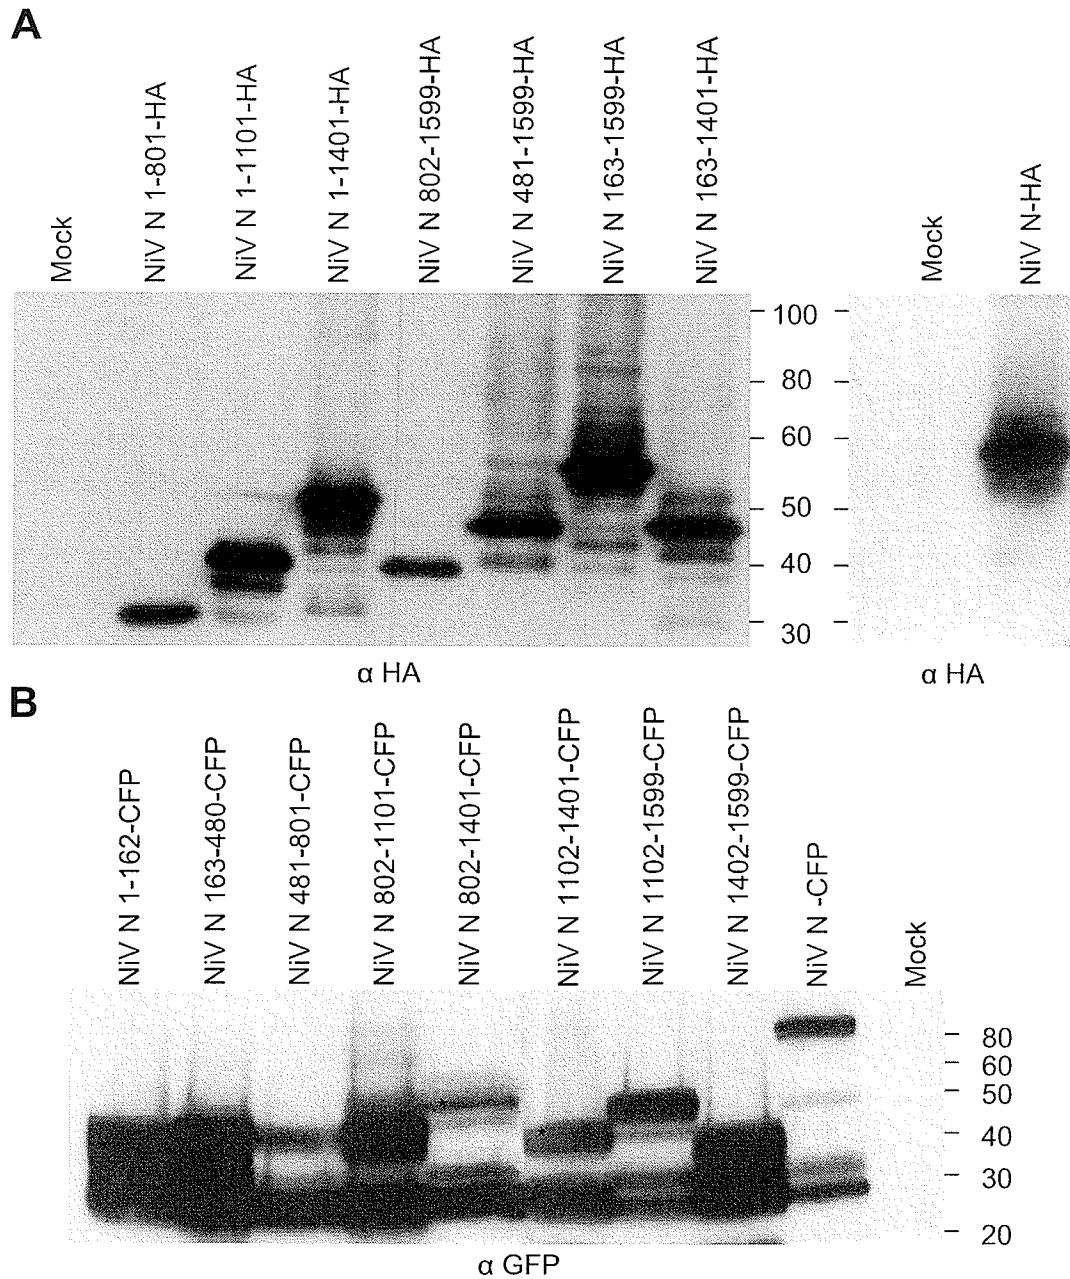 A
Mock
NiV N 1-801-HA
NiV N 1-1101-HA
NiV N 1-1401-HA
NiV N 802-1599-HA
NiV N 481-1599-HA
NiV N 163-1599-HA
NiV N 163-1401-HA
Mock
NiV N-HA
100
80
60
50
40
30
α HA
α HA
B
NiV N 1-162-CFP
NiV N 163-480-CFP
NiV N 481-801-CFP
NiV N 802-1101-CFP
NiV N 802-1401-CFP
NiV N 1102-1401-CFP
NiV N 1102-1599-CFP
NiV N 1402-1599-CFP
NiV N -CFP
Mock
80
60
50
40
30
20
α GFP